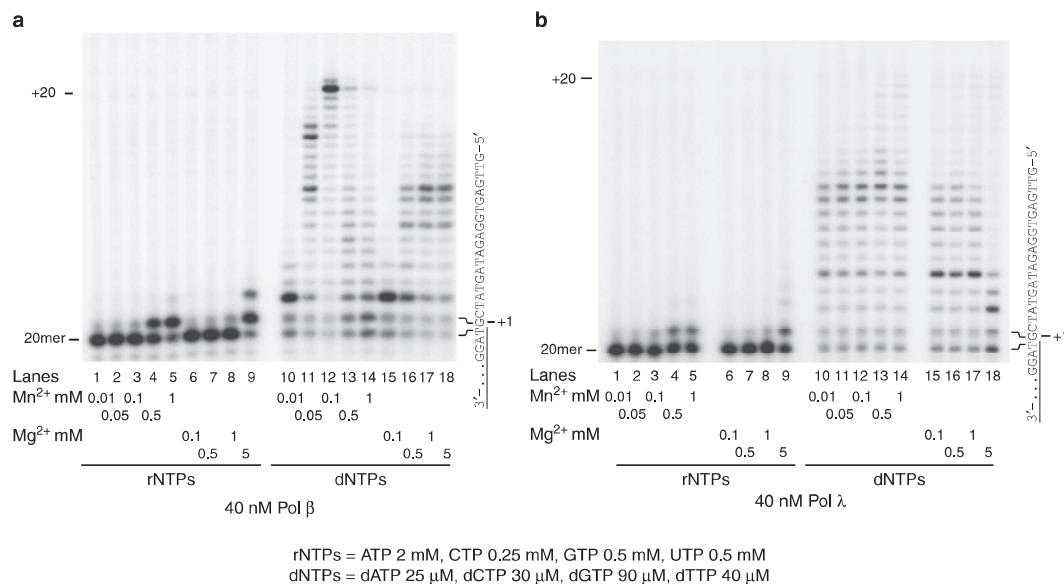 a
+20
20mer
+1
3′–...GGATGCTATGATAGAGGTGAGTTG–5′
Lanes 1 2 3 4 5 6 7 8 9 10 11 12 13 14 15 16 17 18
Mn2+ mM 0.01 0.1 1 0.01 0.1 1
0.05 0.5 0.05 0.5
Mg2+ mM 0.1 1 0.1 1
0.5 5 0.5 5
rNTPs dNTPs
40 nM Pol β
b
+20
20mer
+1
3′–...GGATGCTATGATAGAGGTGAGTTG–5′
Lanes 1 2 3 4 5 6 7 8 9 10 11 12 13 14 15 16 17 18
Mn2+ mM 0.01 0.1 1 0.01 0.1 1
0.05 0.5 0.05 0.5
Mg2+ mM 0.1 1 0.1 1
0.5 5 0.5 5
rNTPs dNTPs
40 nM Pol λ
rNTPs = ATP 2 mM, CTP 0.25 mM, GTP 0.5 mM, UTP 0.5 mM
dNTPs = dATP 25 μM, dCTP 30 μM, dGTP 90 μM, dTTP 40 μM